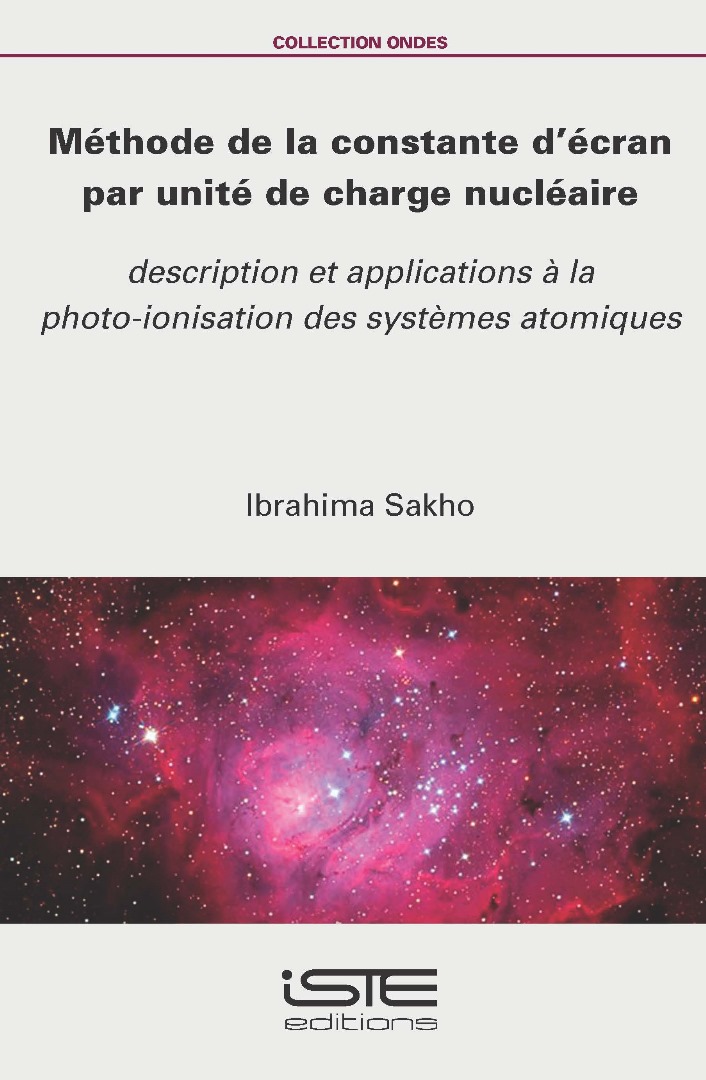 COLLECTION ONDES
Méthode de la constante d’écran
par unité de charge nucléaire
description et applications à la
photo-ionisation des systèmes atomiques
Ibrahima Sakho
iSTE
editions